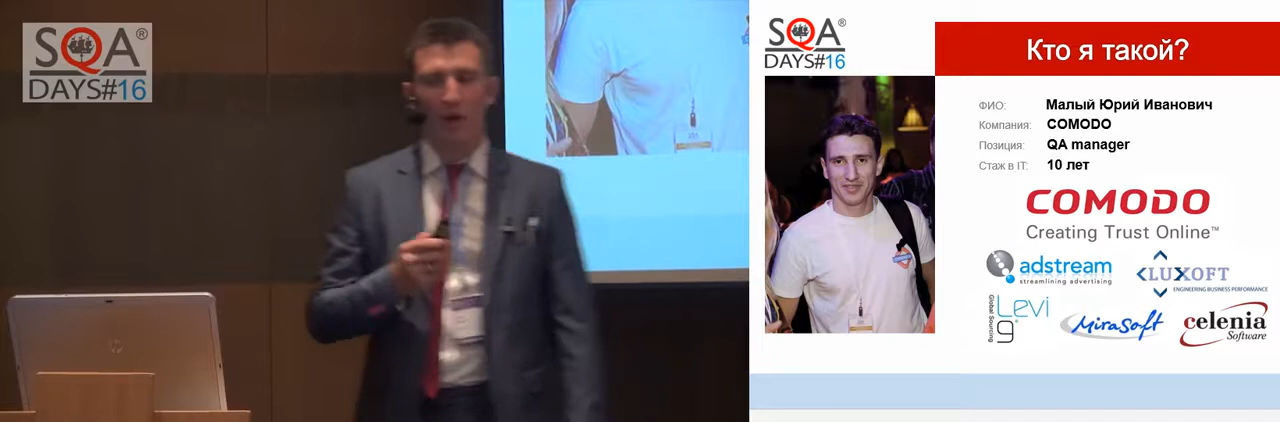 SQA®
DAYS#16
SQA®
DAYS#16
Кто я такой?
ФИО: Малый Юрий Иванович
Компания: COMODO
Позиция: QA manager
Стаж в IT: 10 лет
COMODO
Creating Trust Online™
adstream
streamlining advertising
LUXOFT
ENGINEERING BUSINESS PERFORMANCE
Levi
9
Global Sourcing
MiraSoft
celenia
Software